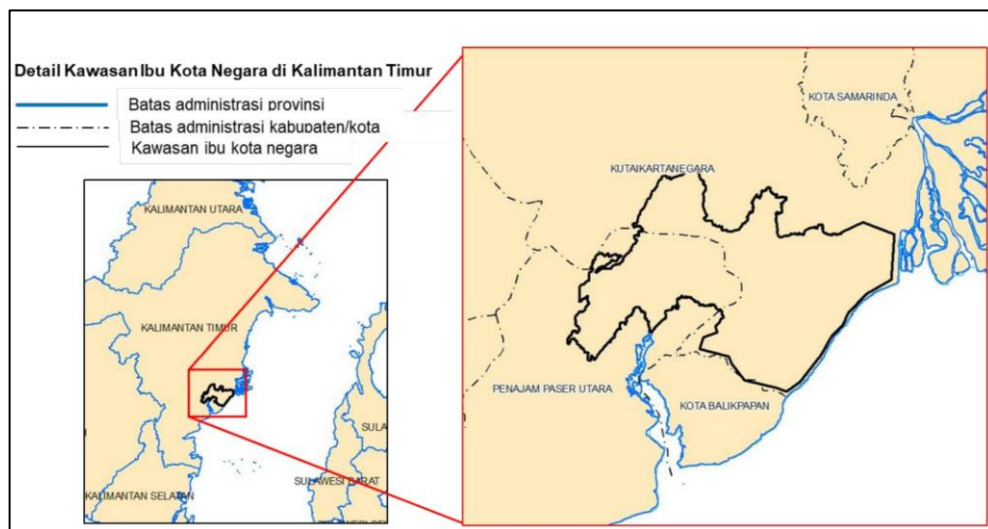 Detail Kawasan Ibu Kota Negara di Kalimantan Timur
Batas administrasi provinsi
Batas administrasi kabupaten/kota
Kawasan ibu kota negara
KALIMANTAN UTARA
KALIMANTAN TIMUR
KALIMANTAN SELATAN
SULAWESI BARAT
KOTA SAMARINDA
KUTAIKARTANEGARA
PENAJAM PASER UTARA
KOTA BALIKPAPAN